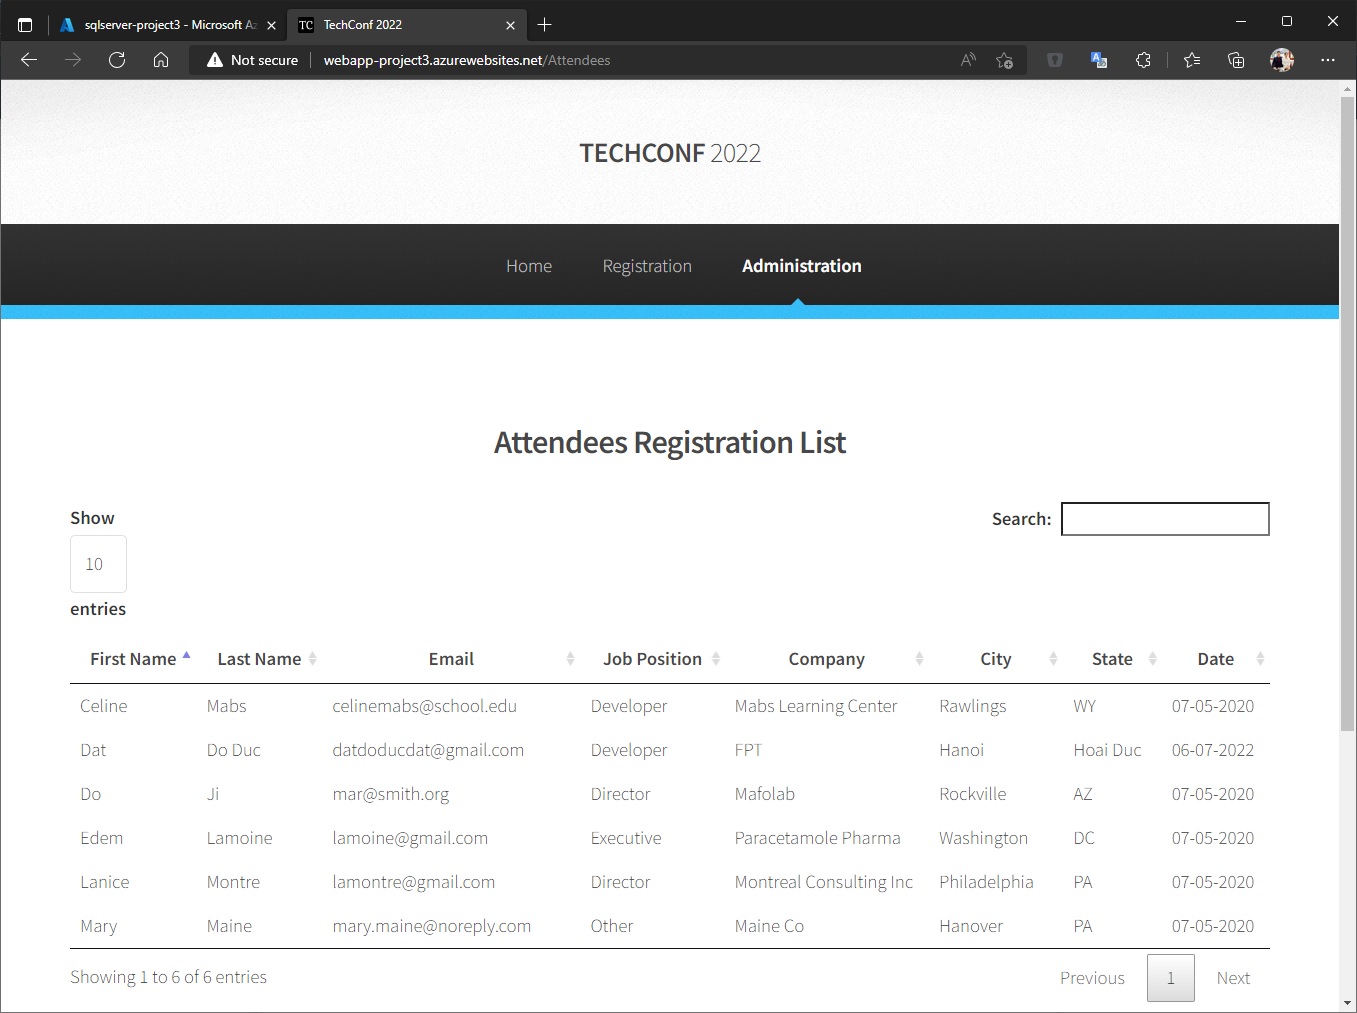 sqlserver-project3 - Microsoft Az
TC TechConf 2022
Not secure webapp-project3.azurewebsites.net/Attendees
TECHCONF 2022
Home Registration Administration
Attendees Registration List
Show
10
entries
Search:
First Name Last Name Email Job Position Company City State Date
Celine Mabs celinemabs@school.edu Developer Mabs Learning Center Rawlings WY 07-05-2020
Dat Do Duc datdoducdat@gmail.com Developer FPT Hanoi Hoai Duc 06-07-2022
Do Ji mar@smith.org Director Mafolab Rockville AZ 07-05-2020
Edem Lamoine lamoine@gmail.com Executive Paracetamole Pharma Washington DC 07-05-2020
Lanice Montre lamontre@gmail.com Director Montreal Consulting Inc Philadelphia PA 07-05-2020
Mary Maine mary.maine@noreply.com Other Maine Co Hanover PA 07-05-2020
Showing 1 to 6 of 6 entries
Previous 1 Next